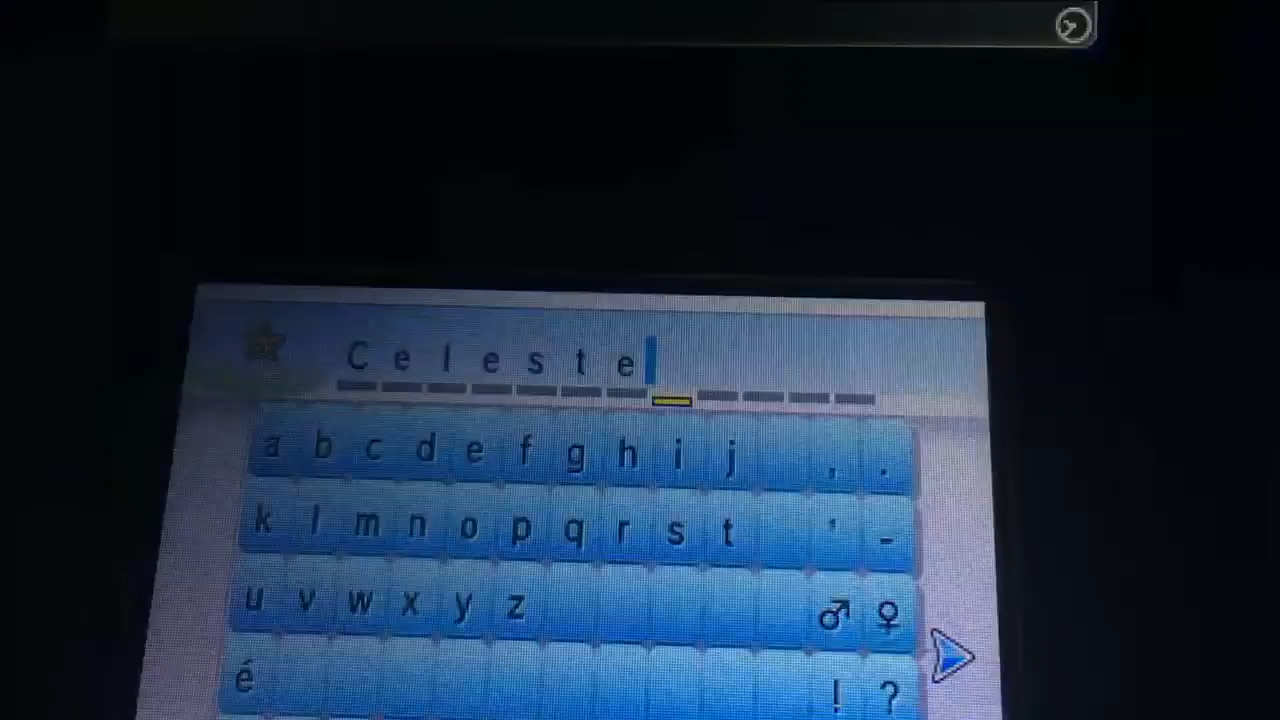 Celeste
a b c d e f g h i j , .
k l m n o p q r s t ' -
u v w x y z ♂ ♀
é ! ?